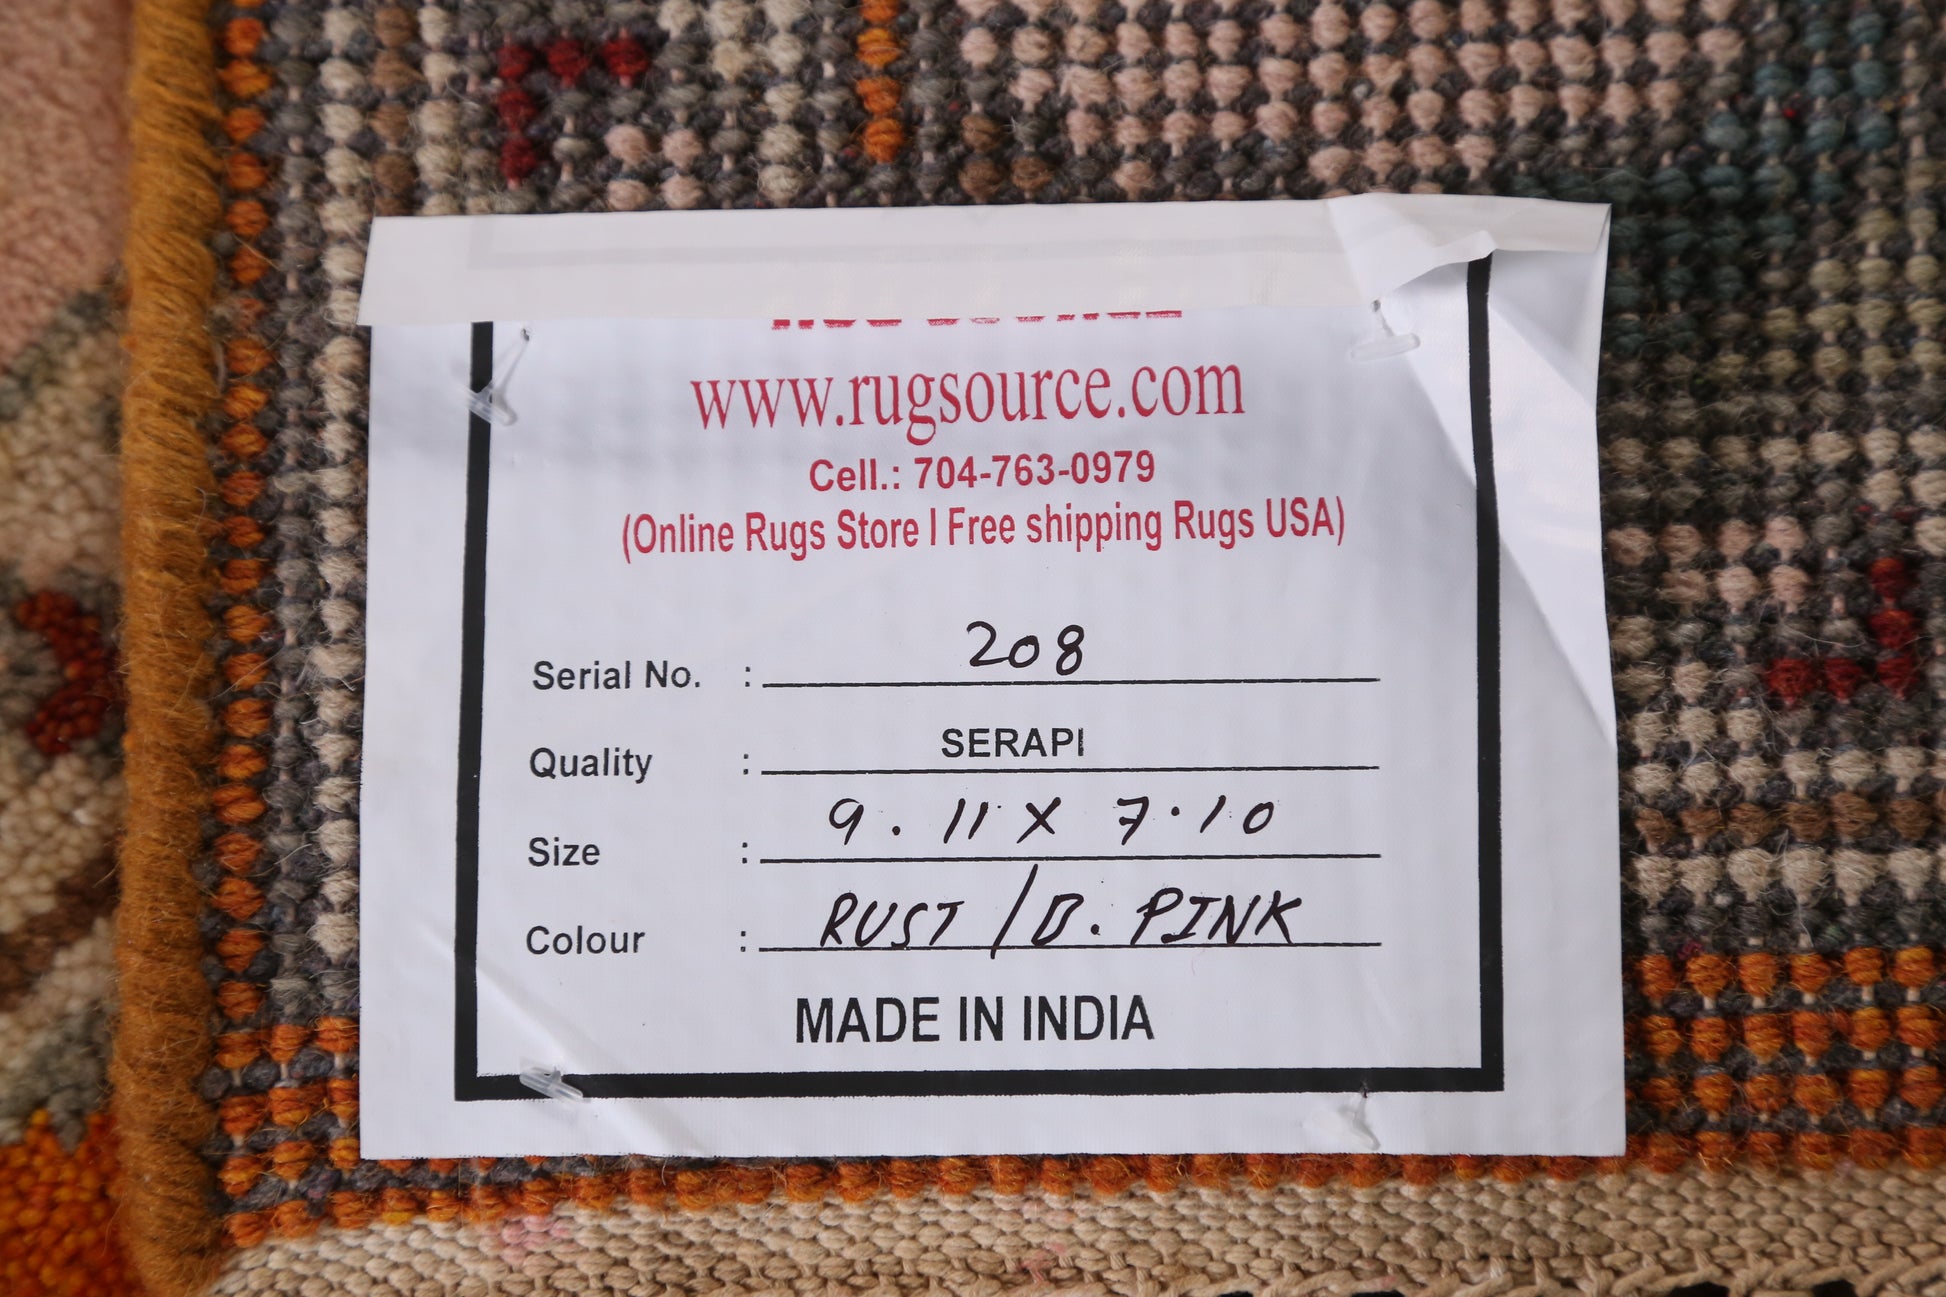 www.rugsource.com
Cell.: 704-763-0979
(Online Rugs Store I Free shipping Rugs USA)
Serial No. : 208
Quality : SERAPI
Size : 9.11 X 7.10
Colour : RUST / B. PINK
MADE IN INDIA